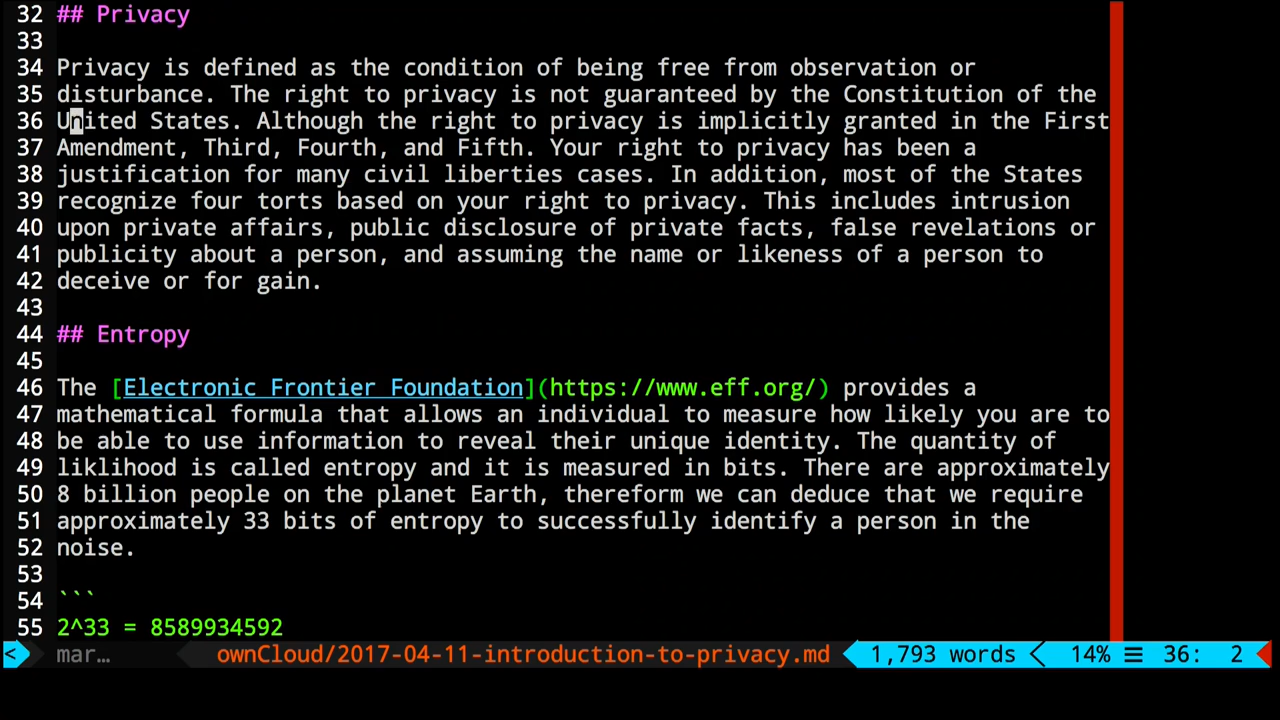 32 ## Privacy
33
34 Privacy is defined as the condition of being free from observation or
35 disturbance. The right to privacy is not guaranteed by the Constitution of the
36 United States. Although the right to privacy is implicitly granted in the First
37 Amendment, Third, Fourth, and Fifth. Your right to privacy has been a
38 justification for many civil liberties cases. In addition, most of the States
39 recognize four torts based on your right to privacy. This includes intrusion
40 upon private affairs, public disclosure of private facts, false revelations or
41 publicity about a person, and assuming the name or likeness of a person to
42 deceive or for gain.
43
44 ## Entropy
45
46 The [Electronic Frontier Foundation](https://www.eff.org/) provides a
47 mathematical formula that allows an individual to measure how likely you are to
48 be able to use information to reveal their unique identity. The quantity of
49 liklihood is called entropy and it is measured in bits. There are approximately
50 8 billion people on the planet Earth, thereform we can deduce that we require
51 approximately 33 bits of entropy to successfully identify a person in the
52 noise.
53
54 ```
55 2^33 = 8589934592
< mar… ownCloud/2017-04-11-introduction-to-privacy.md 1,793 words 14% ☰ 36: 2